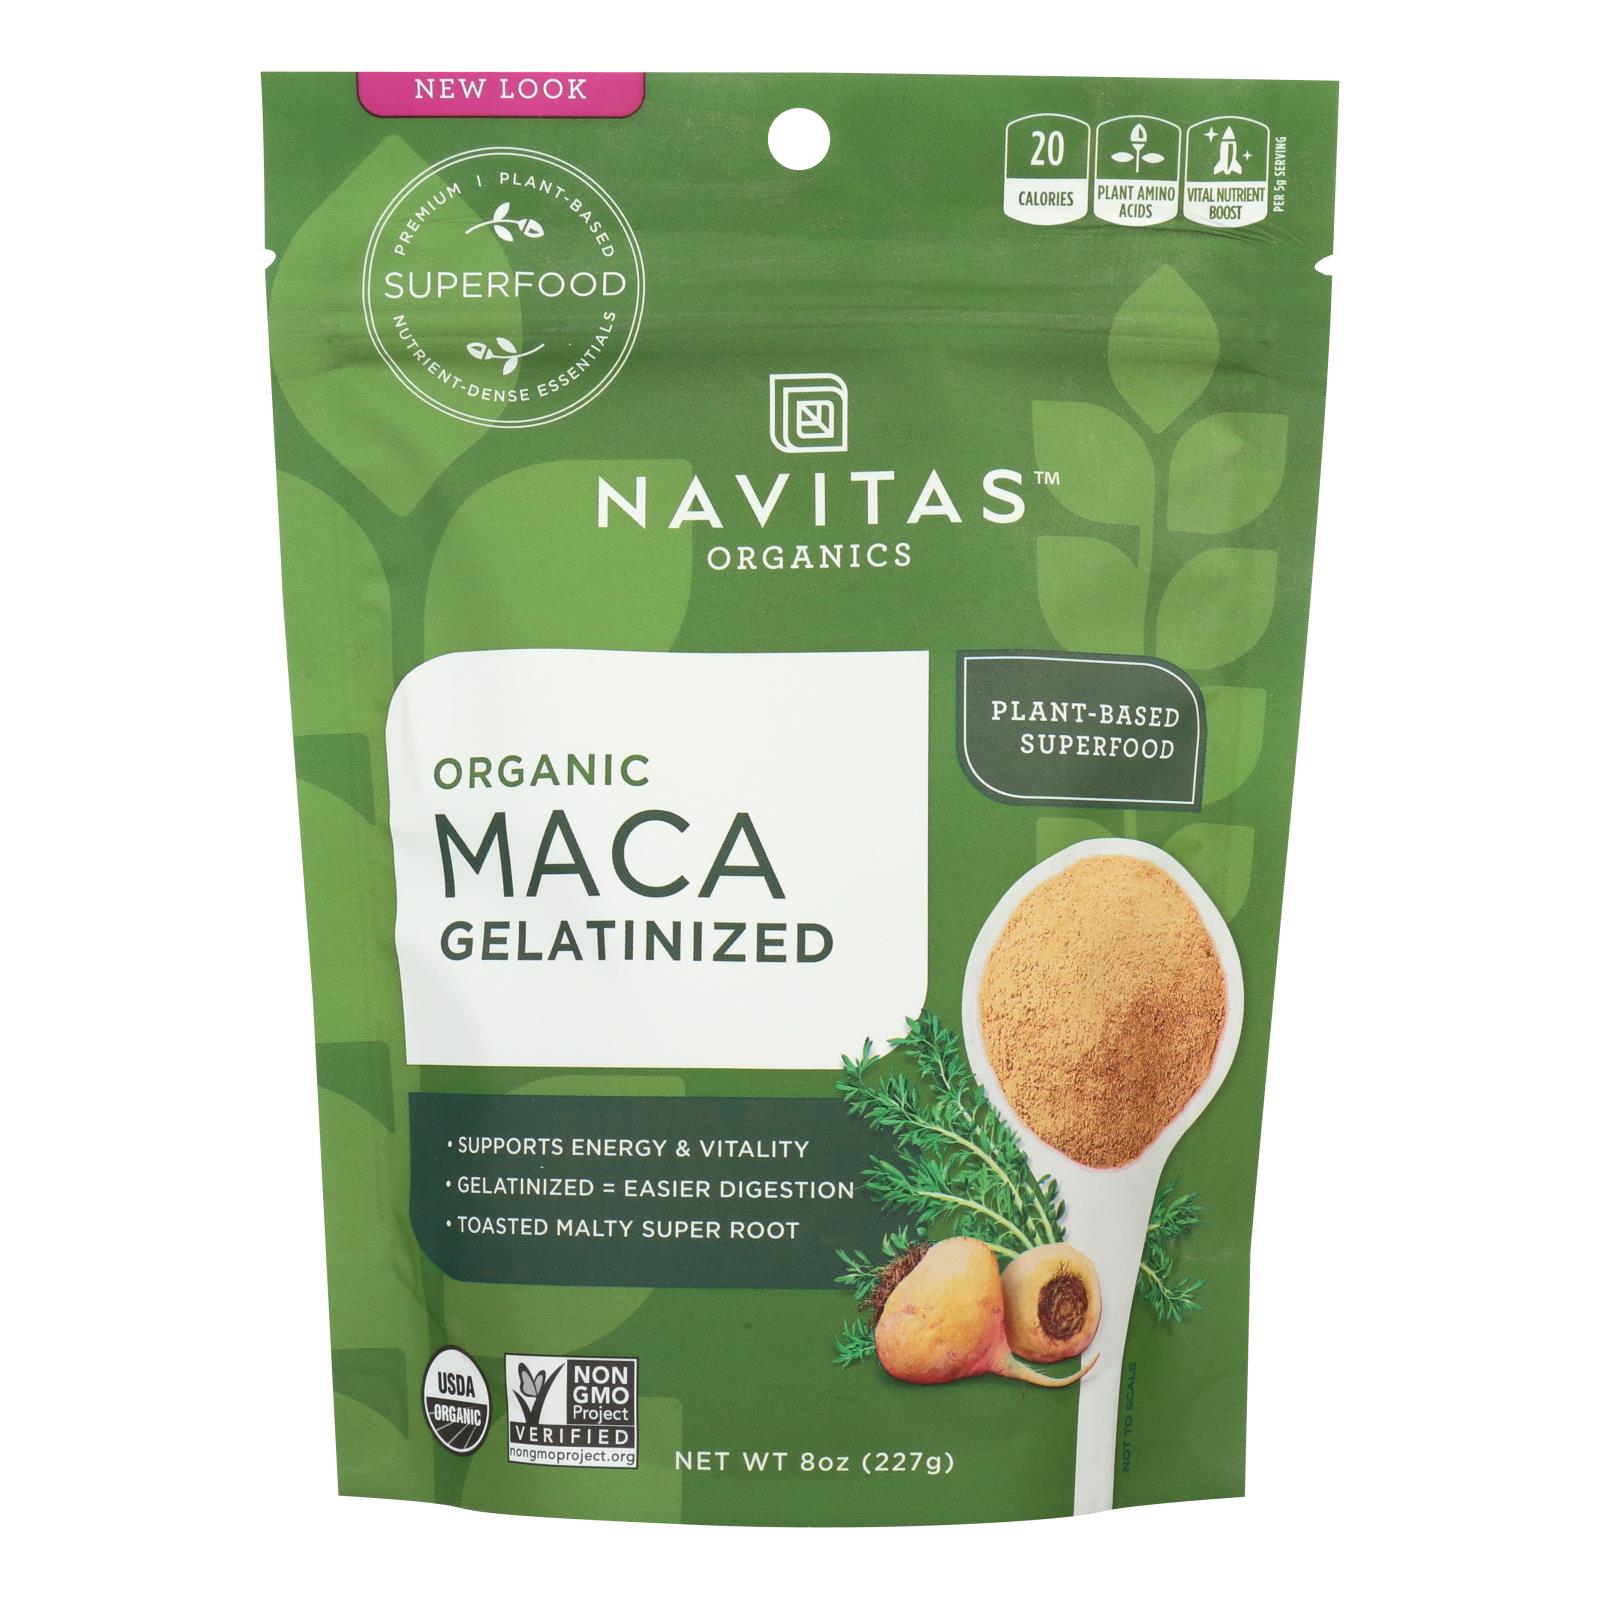 NEW LOOK
PREMIUM | PLANT-BASED
SUPERFOOD
NUTRIENT-DENSE ESSENTIALS
20
CALORIES
PLANT AMINO
ACIDS
VITAL NUTRIENT
BOOST
PER 5g SERVING
NAVITAS™
ORGANICS
PLANT-BASED
SUPERFOOD
ORGANIC
MACA
GELATINIZED
• SUPPORTS ENERGY & VITALITY
• GELATINIZED = EASIER DIGESTION
• TOASTED MALTY SUPER ROOT
USDA
ORGANIC
NON
GMO
Project
VERIFIED
nongmoproject.org
NET WT 8oz (227g)
NOT TO SCALE